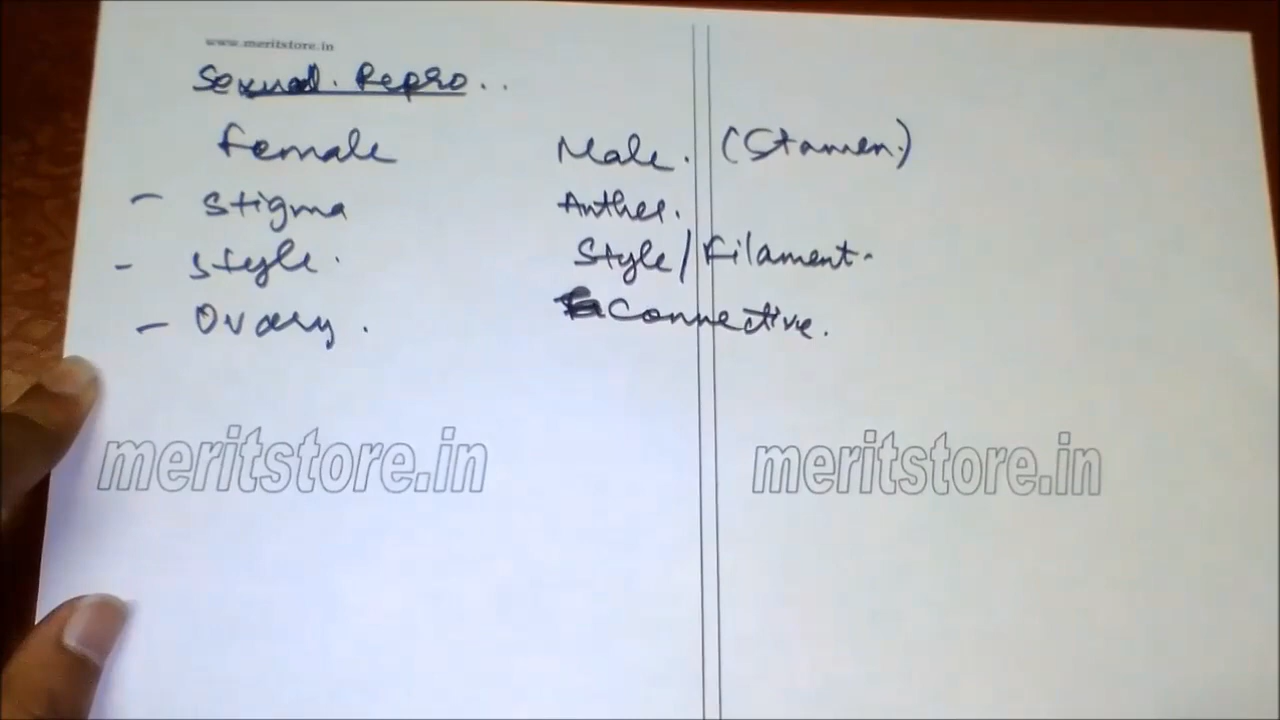 www.meritstore.in
Sexual. Repro..
Female Male. (Stamen.)
- Stigma Anther.
- Style. Style/Filament.
- Ovary. Connective.
meritstore.in meritstore.in